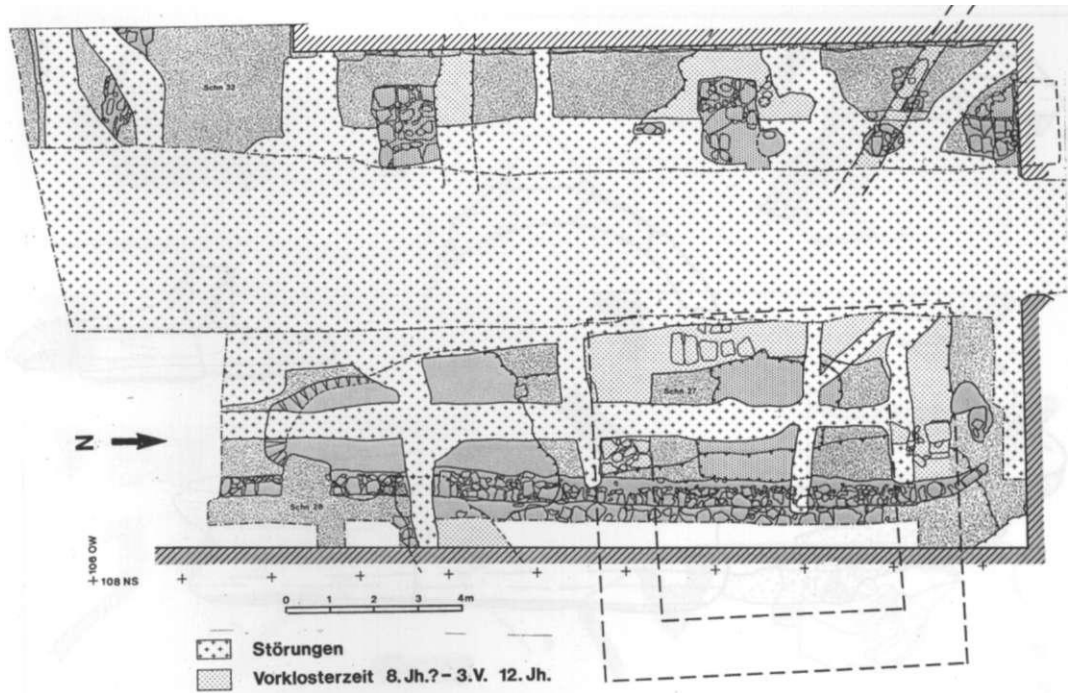 Schn 32
Schn 27
N
Schn 28
106 OW
108 NS
0 1 2 3 4m
Störungen
Vorklosterzeit 8.Jh.?–3.V. 12.Jh.